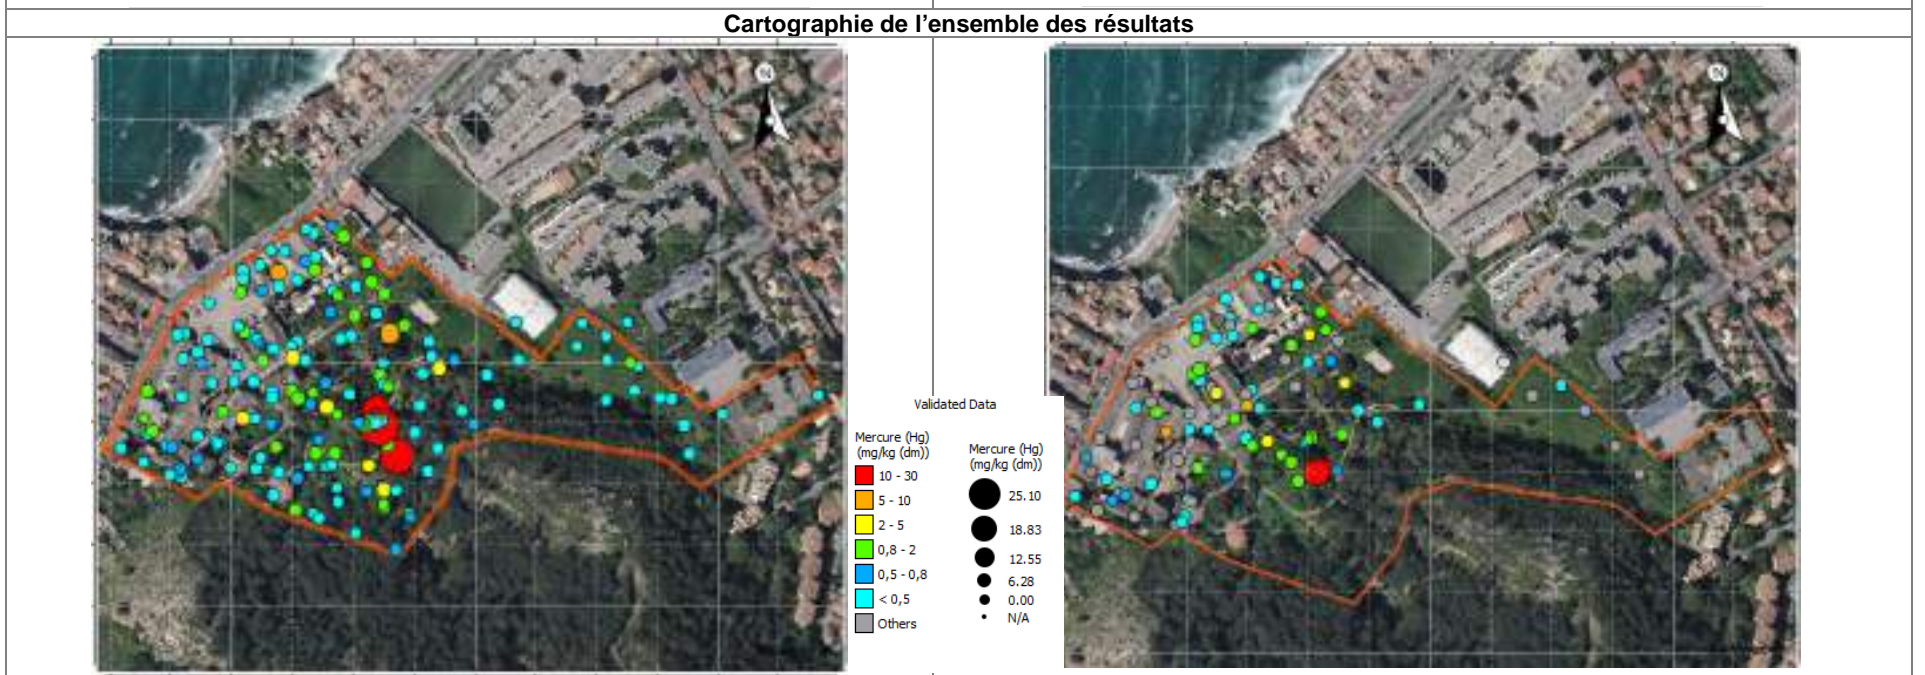 Cartographie de l'ensemble des résultats
N
N
Validated Data
Mercure (Hg)
(mg/kg (dm))
10 - 30
5 - 10
2 - 5
0,8 - 2
0,5 - 0,8
< 0,5
Others
Mercure (Hg)
(mg/kg (dm))
25.10
18.83
12.55
6.28
0.00
N/A